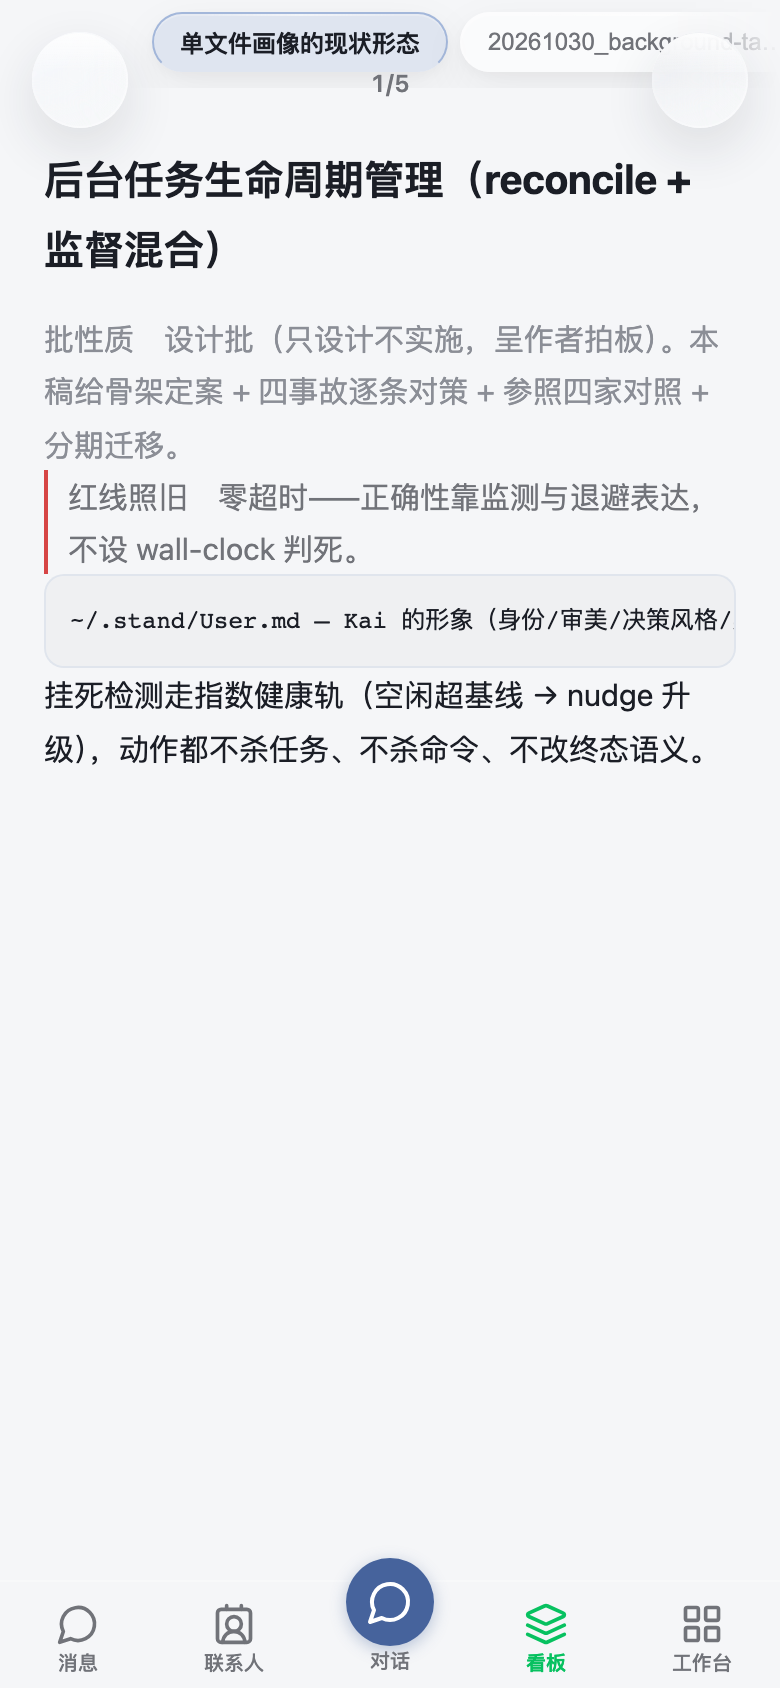 单文件画像的现状形态
20261030_background-ta...
1/5
后台任务生命周期管理（reconcile +
监督混合）
批性质　设计批（只设计不实施，呈作者拍板）。本
稿给骨架定案 + 四事故逐条对策 + 参照四家对照 +
分期迁移。
红线照旧　零超时——正确性靠监测与退避表达，
不设 wall-clock 判死。
~/.stand/User.md — Kai 的形象（身份/审美/决策风格/
挂死检测走指数健康轨（空闲超基线 → nudge 升
级），动作都不杀任务、不杀命令、不改终态语义。
消息
联系人
对话
看板
工作台